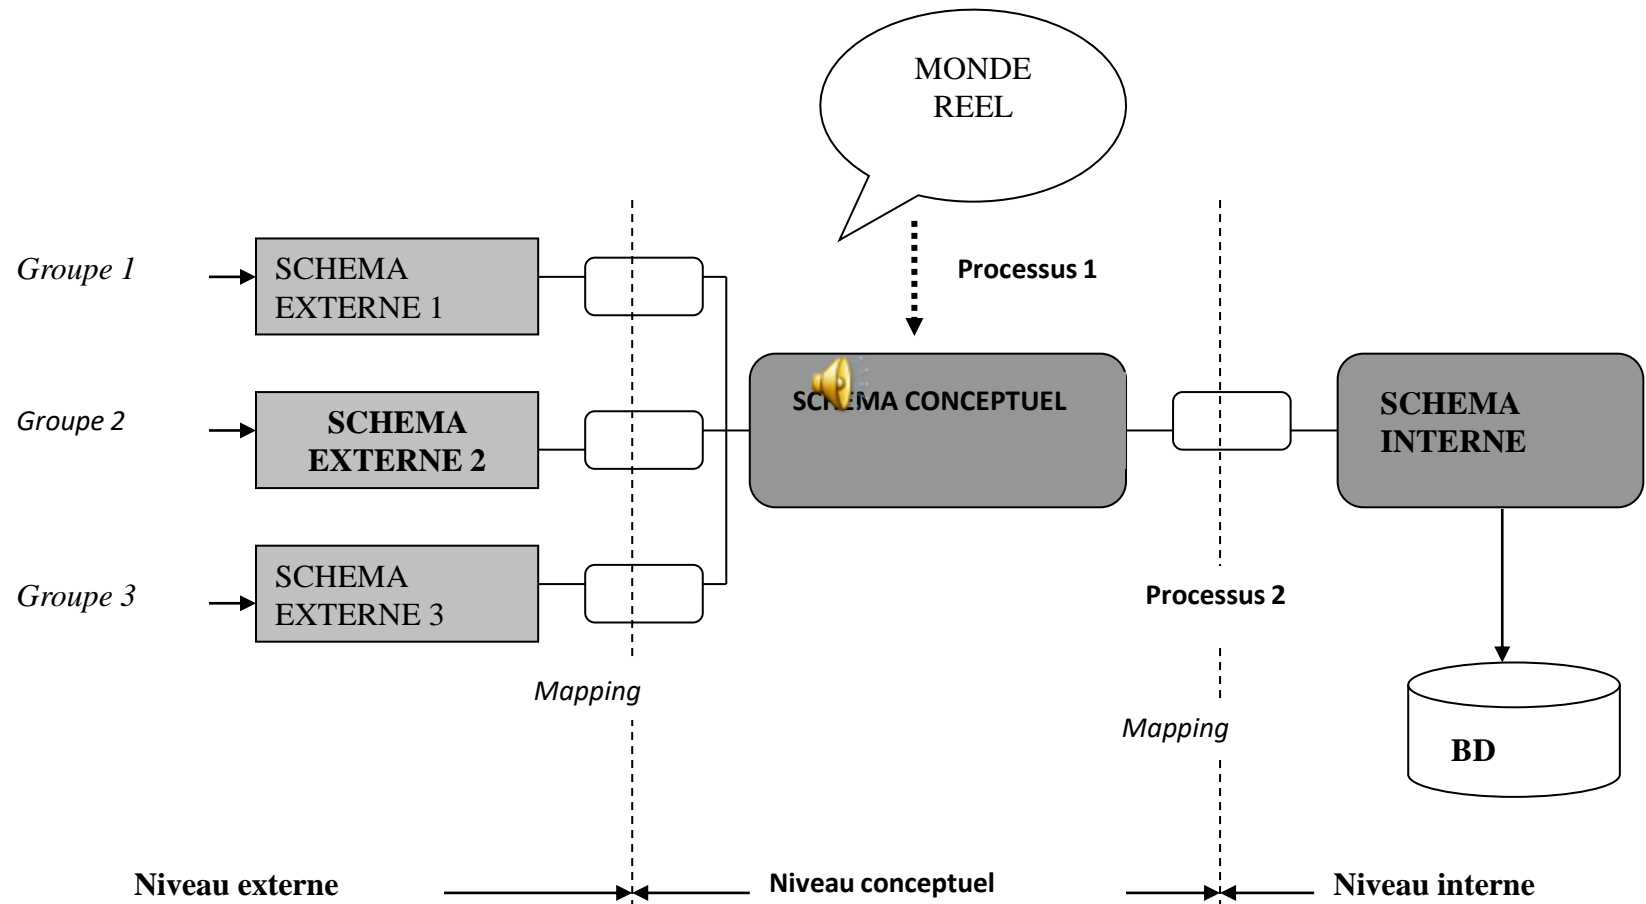 MONDE
REEL
Groupe 1
SCHEMA
EXTERNE 1
Processus 1
Groupe 2
SCHEMA
EXTERNE 2
SCHEMA CONCEPTUEL
SCHEMA
INTERNE
Groupe 3
SCHEMA
EXTERNE 3
Processus 2
Mapping
Mapping
BD
Niveau externe
Niveau conceptuel
Niveau interne